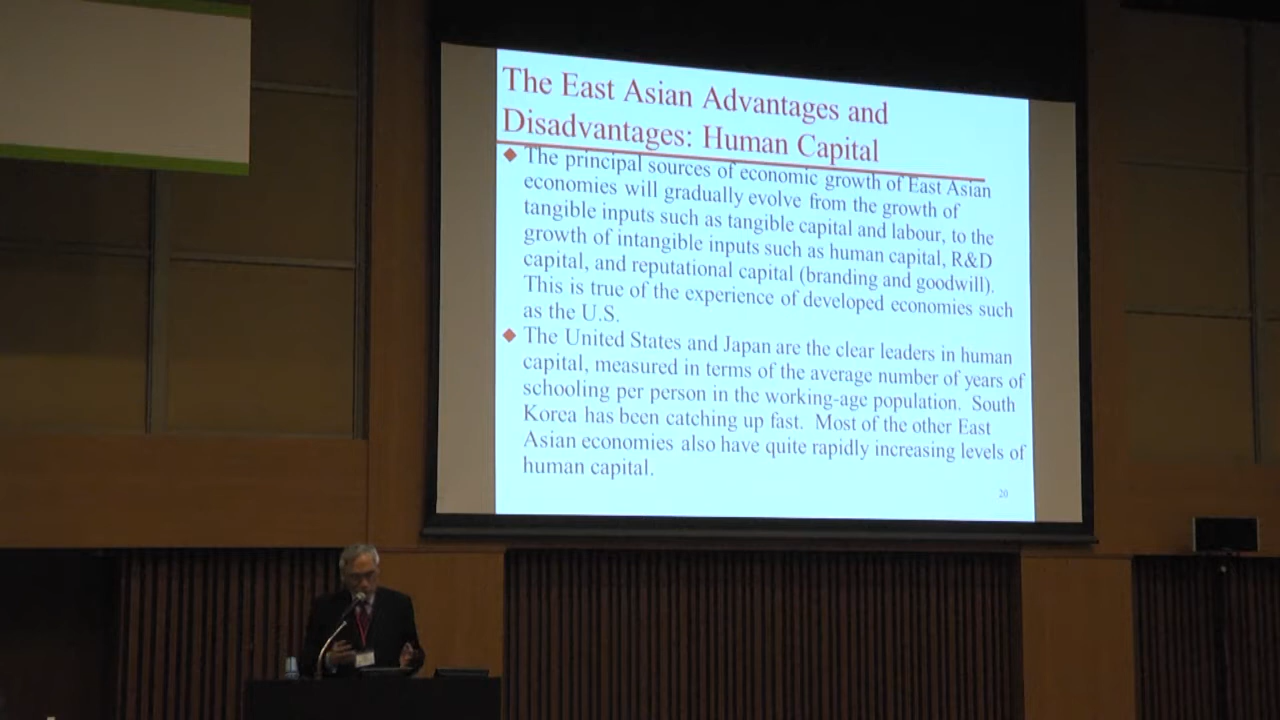 The East Asian Advantages and
Disadvantages: Human Capital
The principal sources of economic growth of East Asian
economies will gradually evolve from the growth of
tangible inputs such as tangible capital and labour, to the
growth of intangible inputs such as human capital, R&D
capital, and reputational capital (branding and goodwill).
This is true of the experience of developed economies such
as the U.S.
The United States and Japan are the clear leaders in human
capital, measured in terms of the average number of years of
schooling per person in the working-age population. South
Korea has been catching up fast. Most of the other East
Asian economies also have quite rapidly increasing levels of
human capital.
20